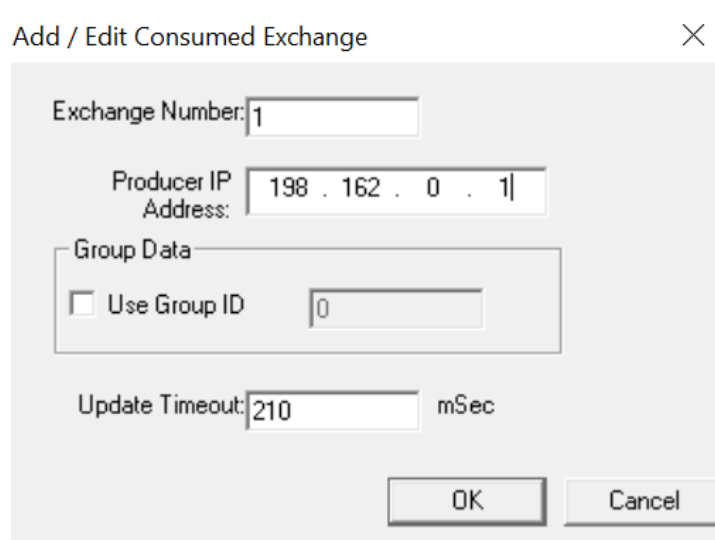 Add / Edit Consumed Exchange
Exchange Number: 1
Producer IP
Address: 198 . 162 . 0 . 1
Group Data
Use Group ID 0
Update Timeout: 210 mSec
OK Cancel